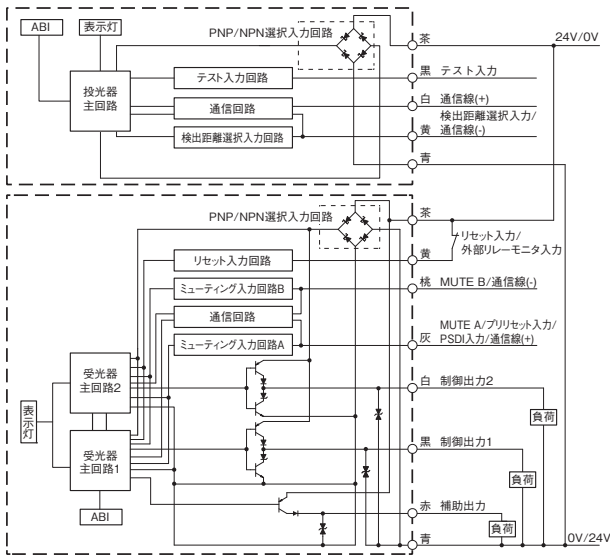 ABI
表示灯
PNP/NPN選択入力回路
茶
24V/0V
投光器
主回路
テスト入力回路
黒 テスト入力
通信回路
白 通信線(+)
検出距離選択入力/
検出距離選択入力回路
黄 通信線(-)
青
PNP/NPN選択入力回路
茶
リセット入力/
外部リレーモニタ入力
リセット入力回路
黄
ミューティング入力回路B
桃 MUTE B/通信線(-)
通信回路
MUTE A/プリリセット入力/
ミューティング入力回路A
灰 PSDI入力/通信線(+)
受光器
主回路2
白 制御出力2
表示灯
負荷
受光器
主回路1
黒 制御出力1
負荷
ABI
赤 補助出力
負荷
青
0V/24V